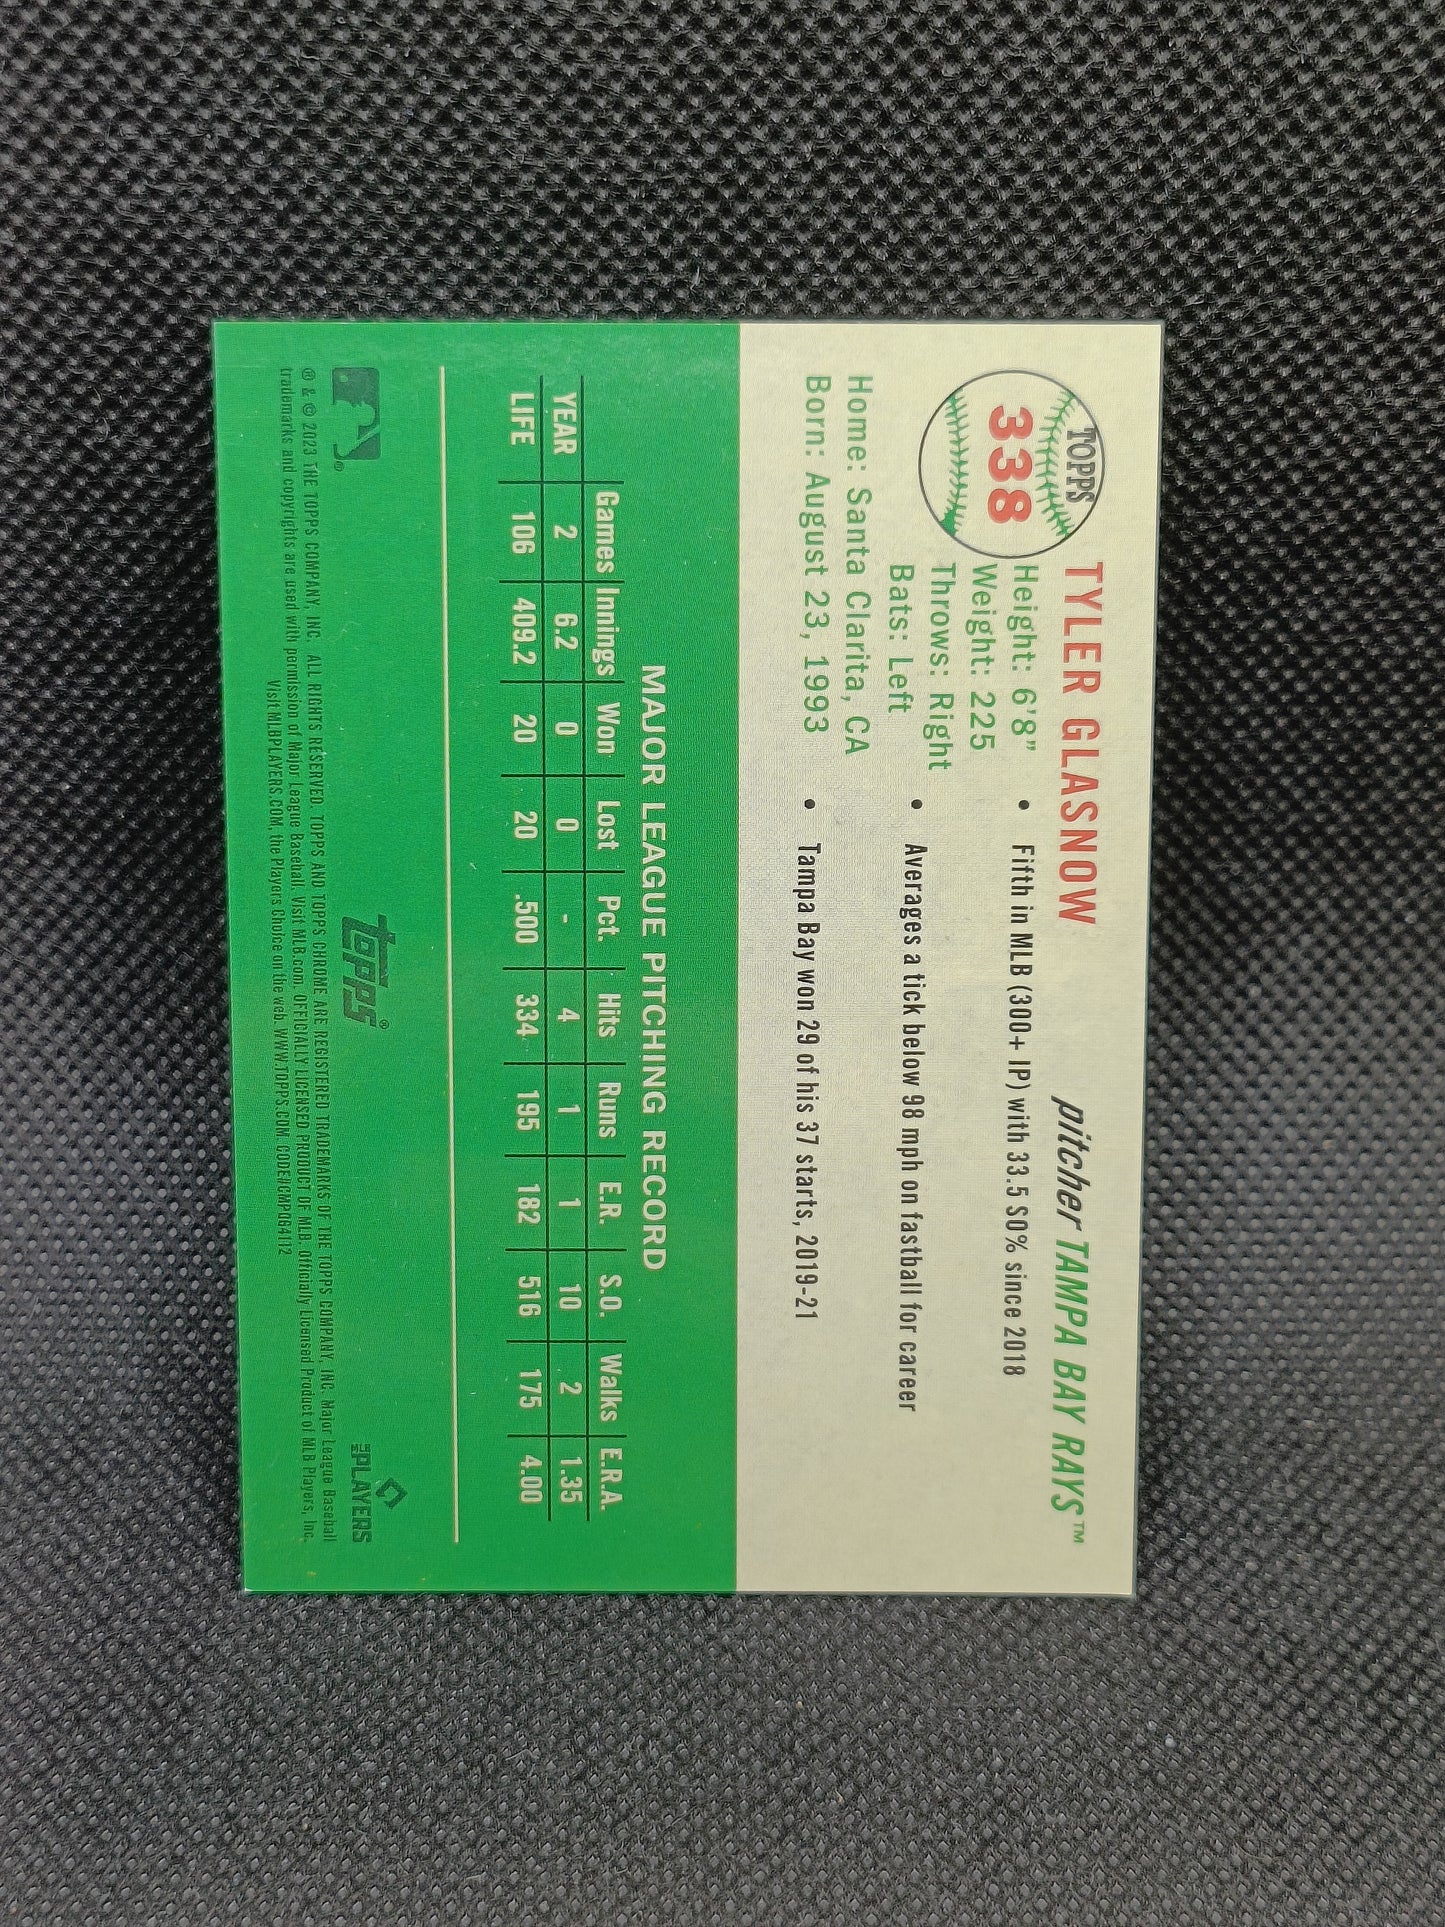 TOPPS
338
TYLER GLASNOW
pitcher TAMPA BAY RAYS™
Height: 6'8"
Weight: 225
Throws: Right
Bats: Left
Home: Santa Clarita, CA
Born: August 23, 1993
• Fifth in MLB (300+ IP) with 33.5 SO% since 2018
• Averages a tick below 98 mph on fastball for career
• Tampa Bay won 29 of his 37 starts, 2019-21
MAJOR LEAGUE PITCHING RECORD
Games Innings Won Lost Pct. Hits Runs E.R. S.O. Walks E.R.A.
YEAR 2 6.2 0 0 - 4 1 1 10 2 1.35
LIFE 106 409.2 20 20 .500 334 195 182 516 175 4.00
®
topps®
MLB PLAYERS
® & © 2023 THE TOPPS COMPANY, INC. ALL RIGHTS RESERVED. TOPPS AND TOPPS CHROME ARE REGISTERED TRADEMARKS OF THE TOPPS COMPANY, INC. Major League Baseball
trademarks and copyrights are used with permission of Major League Baseball. Visit MLB.com. OFFICIALLY LICENSED PRODUCT OF MLB. Officially Licensed Product of MLB Players, Inc.
Visit MLBPLAYERS.COM, the Players Choice on the web. WWW.TOPPS.COM. CODE#CMP064112